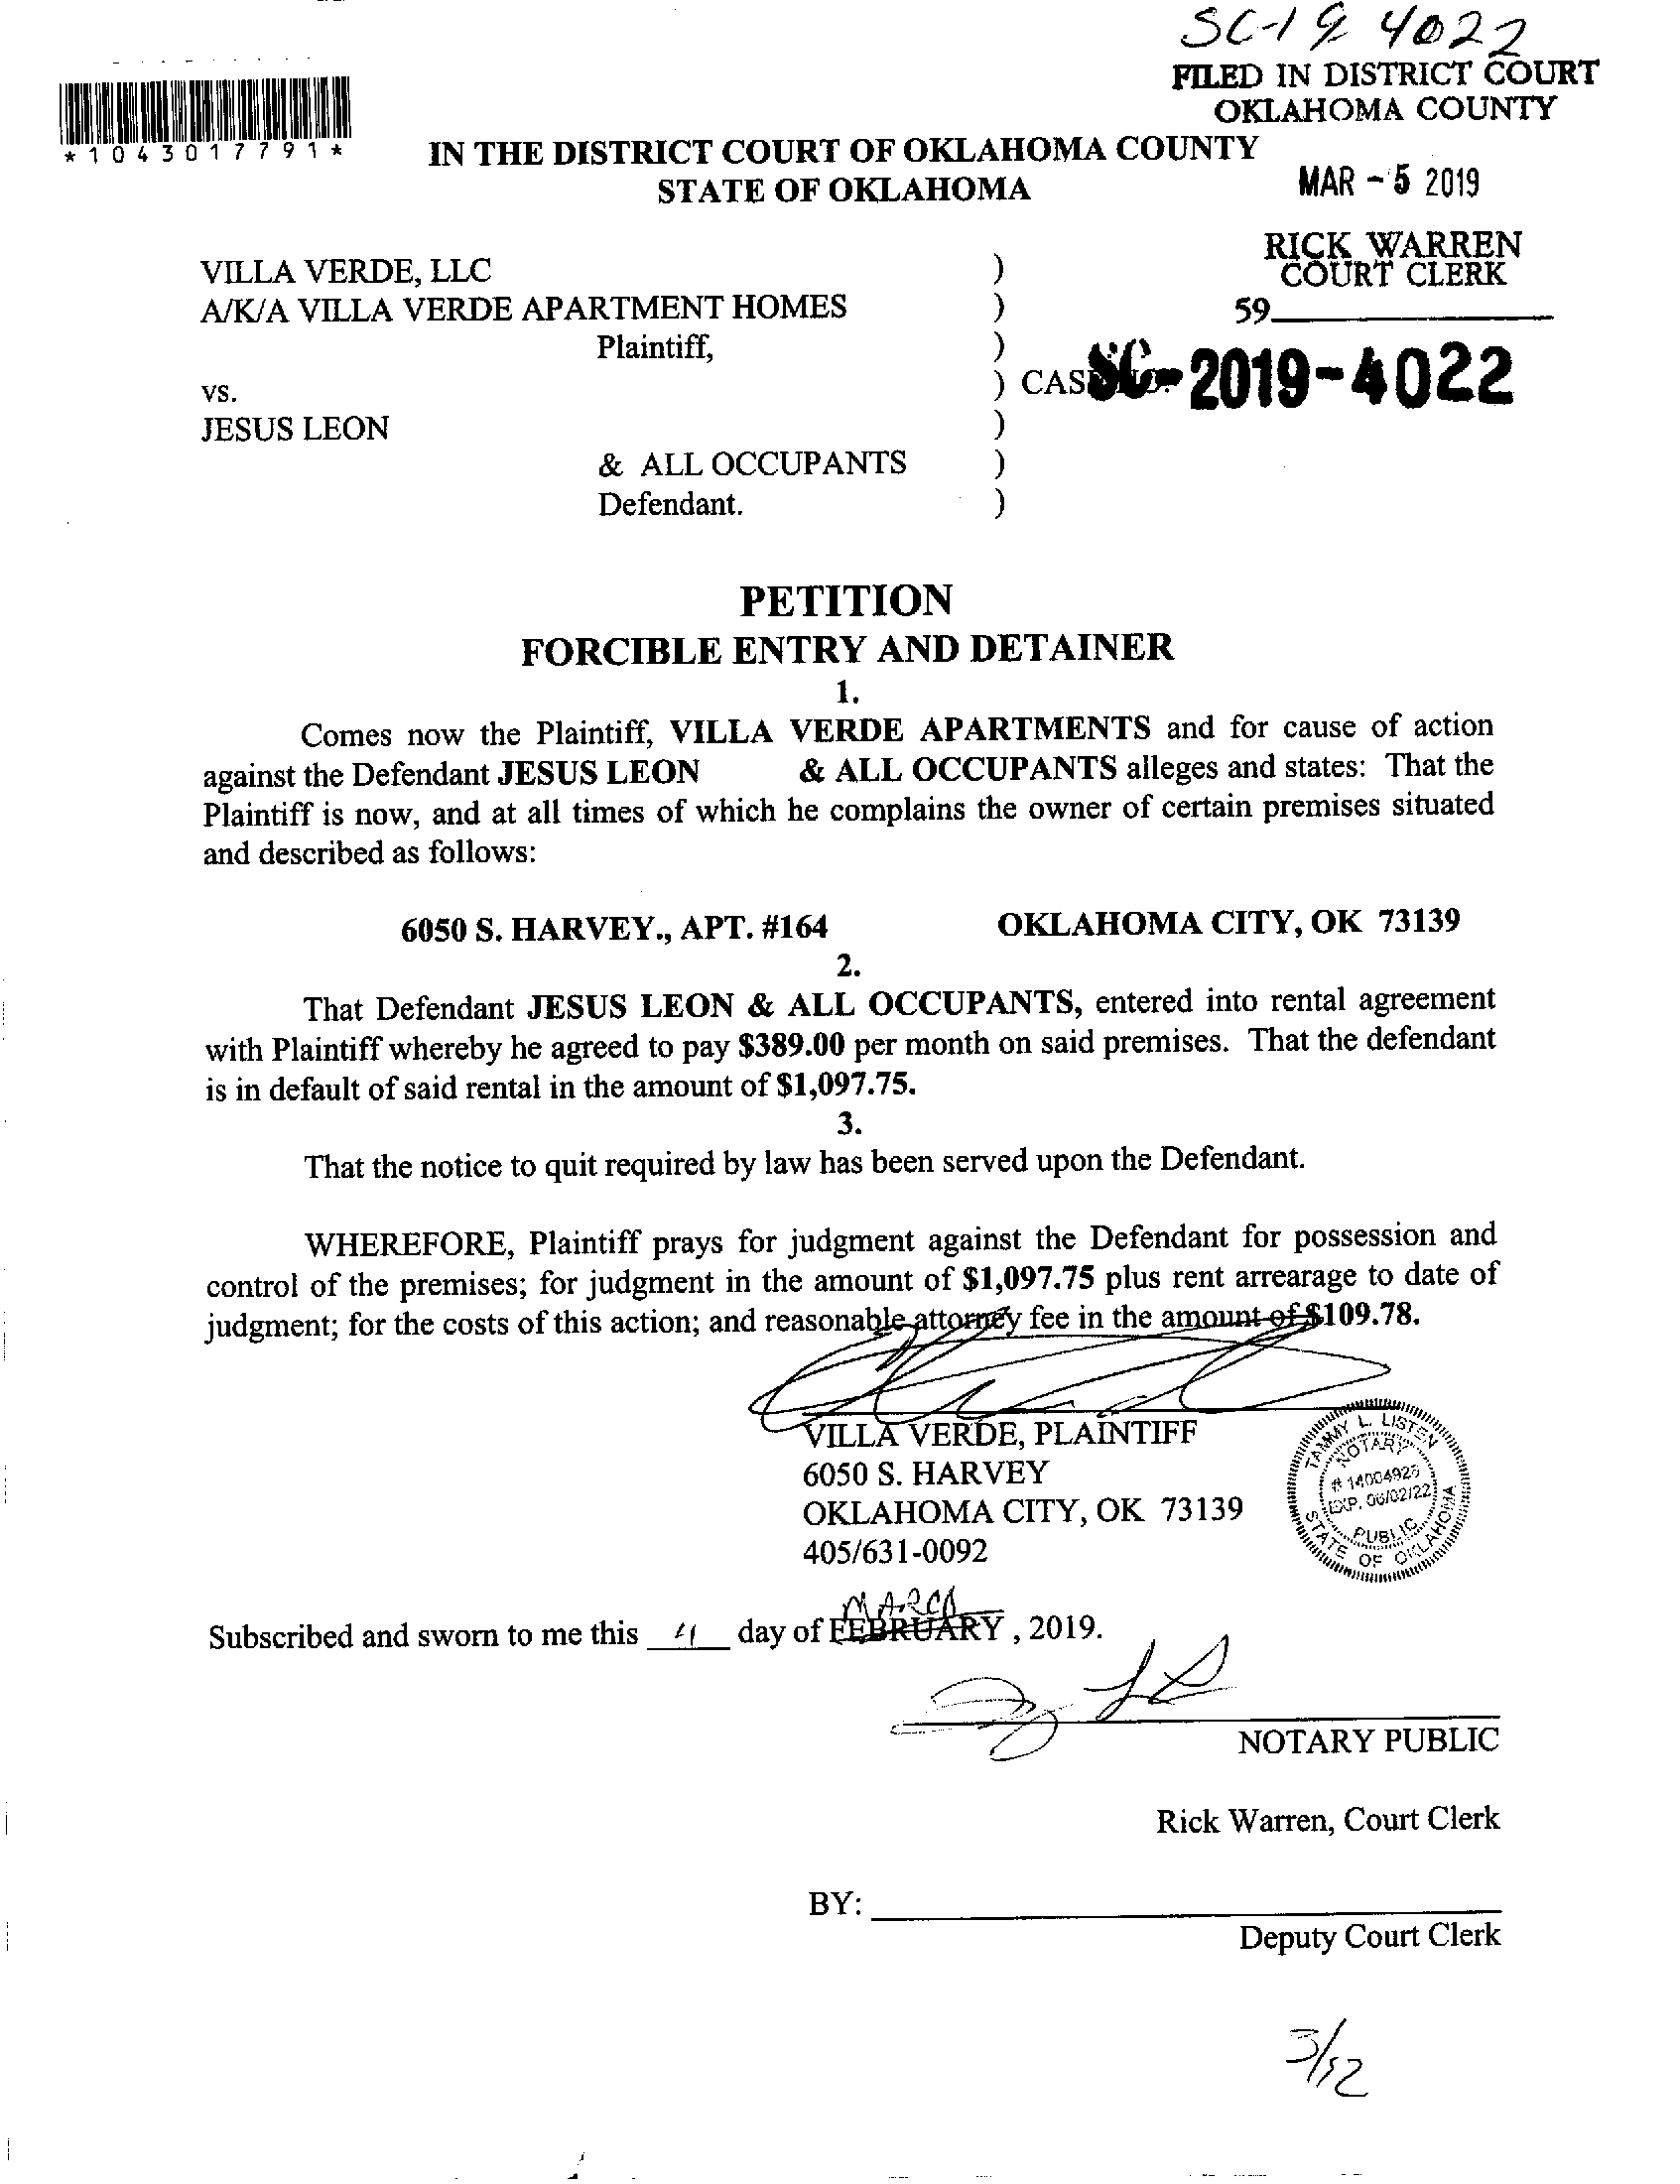 SC-19 4022
FILED IN DISTRICT COURT
OKLAHOMA COUNTY
*1043017791*
IN THE DISTRICT COURT OF OKLAHOMA COUNTY
STATE OF OKLAHOMA
MAR - 5 2019
RICK WARREN
COURT CLERK
59
VILLA VERDE, LLC )
A/K/A VILLA VERDE APARTMENT HOMES )
Plaintiff, )
vs. ) CASE NO. SC-2019-4022
JESUS LEON )
& ALL OCCUPANTS )
Defendant. )
PETITION
FORCIBLE ENTRY AND DETAINER
1.
Comes now the Plaintiff, VILLA VERDE APARTMENTS and for cause of action
against the Defendant JESUS LEON & ALL OCCUPANTS alleges and states: That the
Plaintiff is now, and at all times of which he complains the owner of certain premises situated
and described as follows:
6050 S. HARVEY., APT. #164 OKLAHOMA CITY, OK 73139
2.
That Defendant JESUS LEON & ALL OCCUPANTS, entered into rental agreement
with Plaintiff whereby he agreed to pay $389.00 per month on said premises. That the defendant
is in default of said rental in the amount of $1,097.75.
3.
That the notice to quit required by law has been served upon the Defendant.
WHEREFORE, Plaintiff prays for judgment against the Defendant for possession and
control of the premises; for judgment in the amount of $1,097.75 plus rent arrearage to date of
judgment; for the costs of this action; and reasonable attorney fee in the amount of $109.78.
VILLA VERDE, PLAINTIFF
6050 S. HARVEY
OKLAHOMA CITY, OK 73139
405/631-0092
TAMMY L. LISTEN
NOTARY
# 14004925
EXP. 06/02/22
PUBLIC
STATE OF OKLAHOMA
MARCH
Subscribed and sworn to me this 4 day of FEBRUARY, 2019.
NOTARY PUBLIC
Rick Warren, Court Clerk
BY:
Deputy Court Clerk
3/12